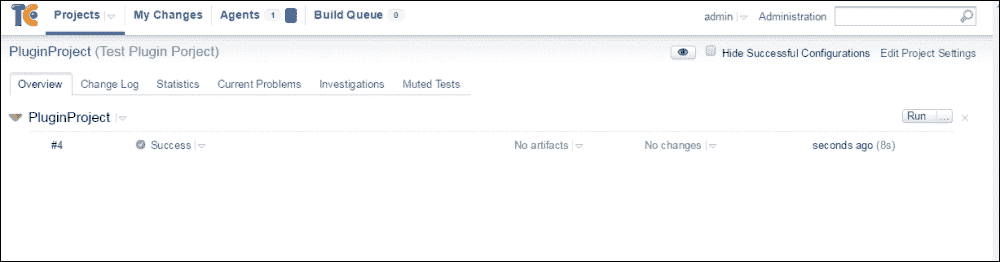 TC Projects My Changes Agents 1 Build Queue 0 admin Administration
PluginProject (Test Plugin Porject) Hide Successful Configurations Edit Project Settings
Overview Change Log Statistics Current Problems Investigations Muted Tests
PluginProject Run ...
#4 Success No artifacts No changes seconds ago (8s)